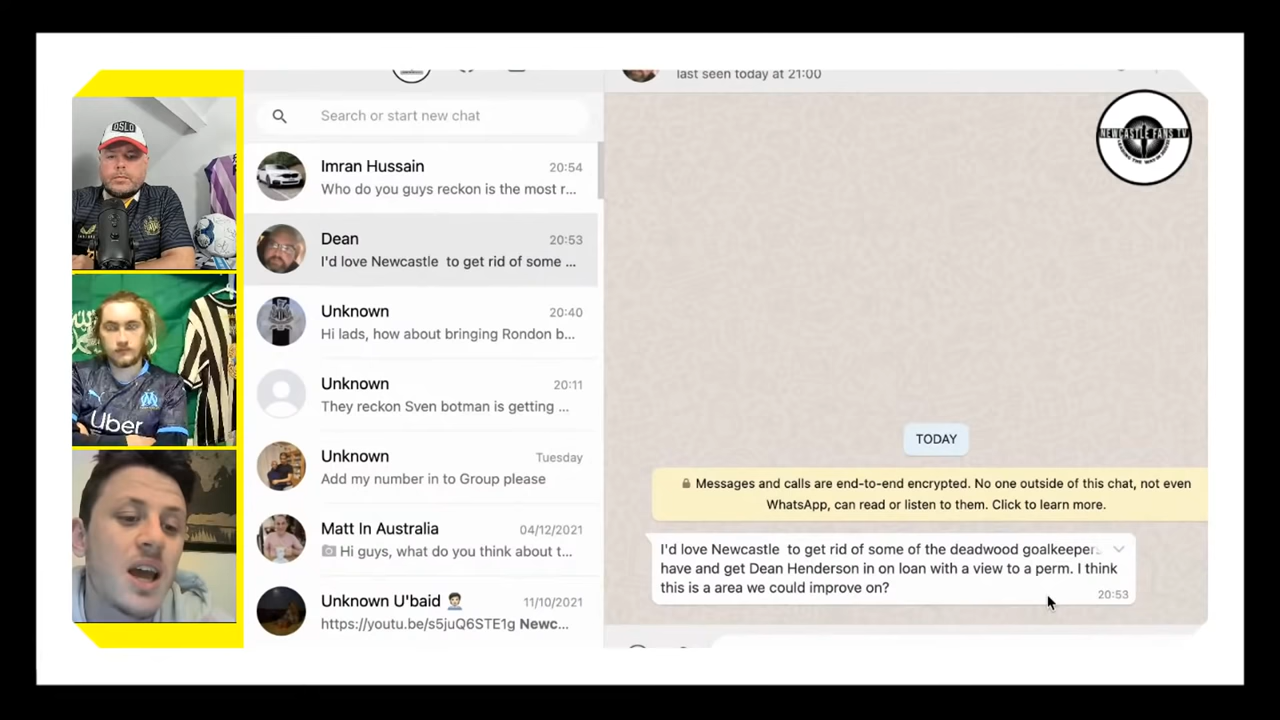 last seen today at 21:00
Search or start new chat
NEWCASTLE FANS TV
Imran Hussain 20:54
Who do you guys reckon is the most r...
Dean 20:53
I'd love Newcastle to get rid of some ...
Unknown 20:40
Hi lads, how about bringing Rondon b...
Unknown 20:11
They reckon Sven botman is getting ...
Unknown Tuesday
Add my number in to Group please
Matt In Australia 04/12/2021
Hi guys, what do you think about t...
Unknown U'baid 11/10/2021
https://youtu.be/s5juQ6STE1g Newc...
TODAY
Messages and calls are end-to-end encrypted. No one outside of this chat, not even
WhatsApp, can read or listen to them. Click to learn more.
I'd love Newcastle to get rid of some of the deadwood goalkeepers
have and get Dean Henderson in on loan with a view to a perm. I think
this is a area we could improve on?
20:53
OSLO
Uber